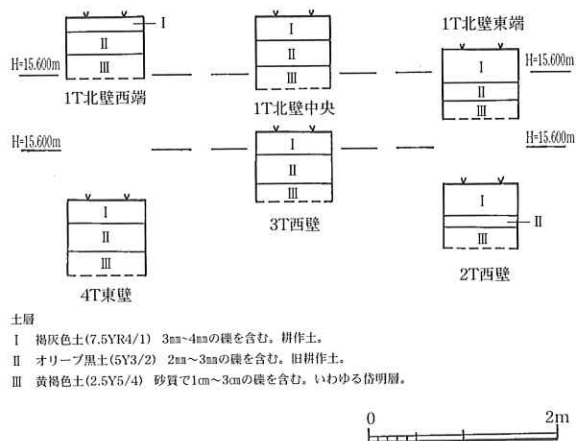 I
II
III
H=15.600m
1T北壁西端
I
II
III
1T北壁中央
1T北壁東端
I
II
III
H=15.600m
H=15.600m
I
II
III
3T西壁
H=15.600m
I
II
III
4T東壁
I
II
III
2T西壁
土層
I 褐灰色土(7.5YR4/1) 3㎜~4㎜の礫を含む。耕作土。
II オリーブ黒土(5Y3/2) 2㎜~3㎜の礫を含む。旧耕作土。
III 黄褐色土(2.5Y5/4) 砂質で1㎝~3㎝の礫を含む。いわゆる岱明層。
0 2m